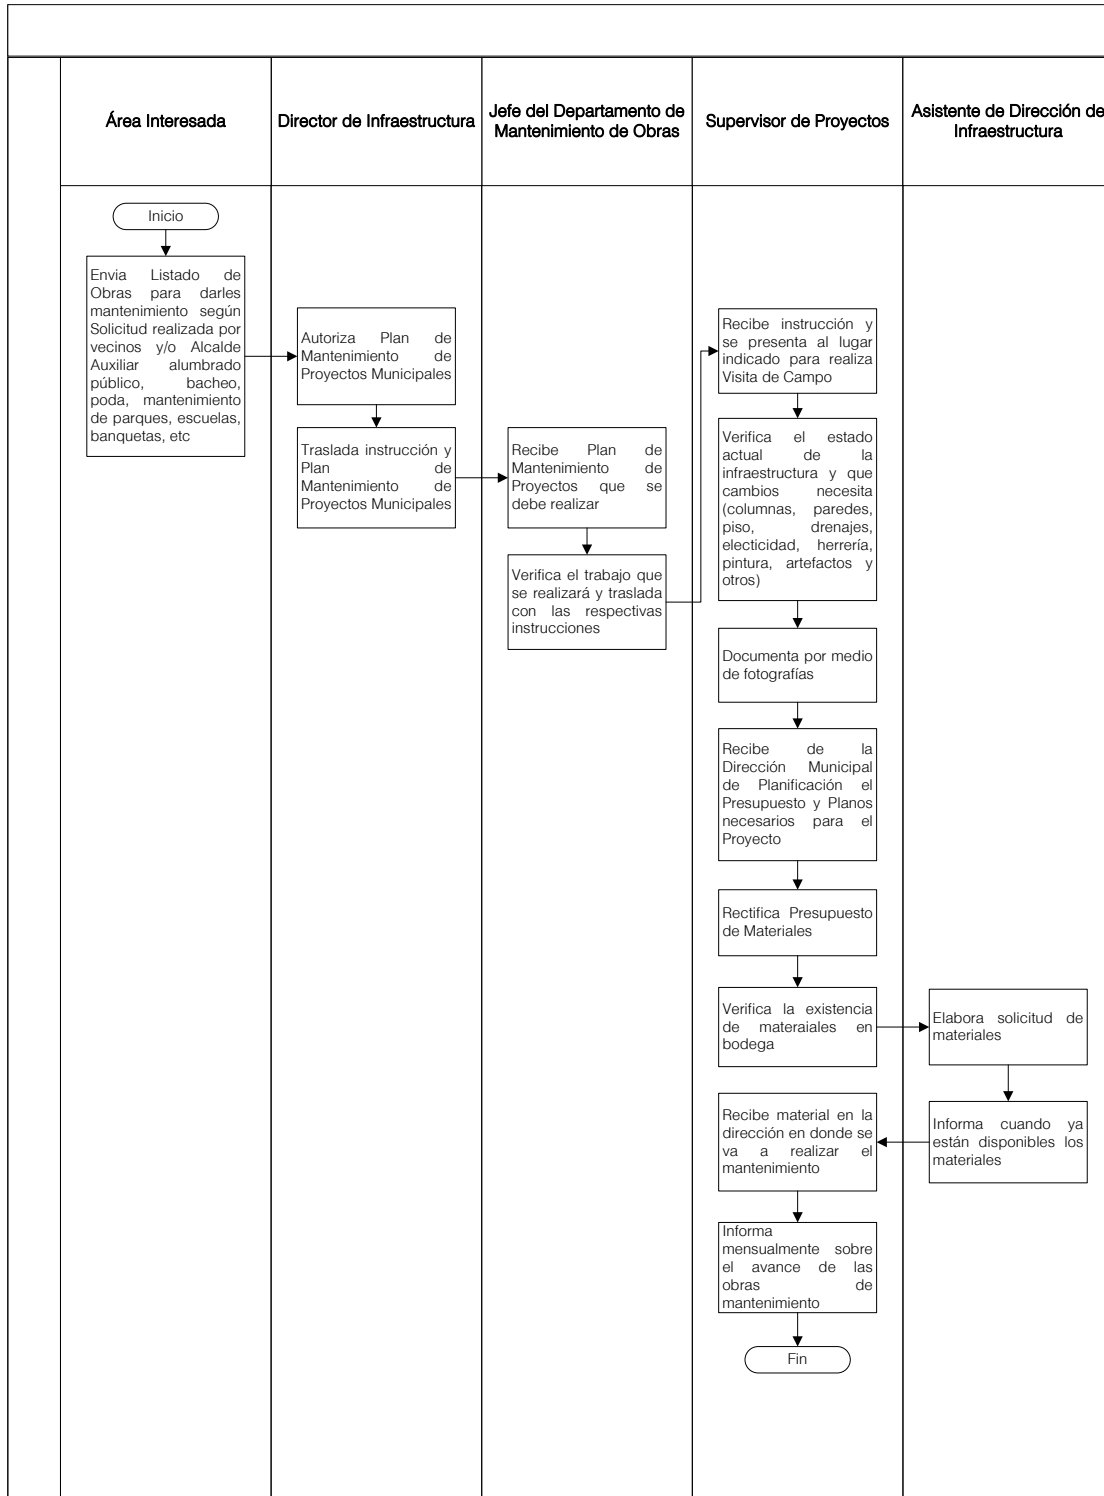 Área Interesada
Director de Infraestructura
Jefe del Departamento de
Mantenimiento de Obras
Supervisor de Proyectos
Asistente de Dirección de
Infraestructura
Inicio
Envia Listado de
Obras para darles
mantenimiento según
Solicitud realizada por
vecinos y/o Alcalde
Auxiliar alumbrado
público, bacheo,
poda, mantenimiento
de parques, escuelas,
banquetas, etc
Autoriza Plan de
Mantenimiento de
Proyectos Municipales
Traslada instrucción y
Plan de
Mantenimiento de
Proyectos Municipales
Recibe Plan de
Mantenimiento de
Proyectos que se
debe realizar
Verifica el trabajo que
se realizará y traslada
con las respectivas
instrucciones
Recibe instrucción y
se presenta al lugar
indicado para realiza
Visita de Campo
Verifica el estado
actual de la
infraestructura y que
cambios necesita
(columnas, paredes,
piso, drenajes,
electicidad, herrería,
pintura, artefactos y
otros)
Documenta por medio
de fotografías
Recibe de la
Dirección Municipal
de Planificación el
Presupuesto y Planos
necesarios para el
Proyecto
Rectifica Presupuesto
de Materiales
Verifica la existencia
de materaiales en
bodega
Elabora solicitud de
materiales
Informa cuando ya
están disponibles los
materiales
Recibe material en la
dirección en donde se
va a realizar el
mantenimiento
Informa
mensualmente sobre
el avance de las
obras de
mantenimiento
Fin